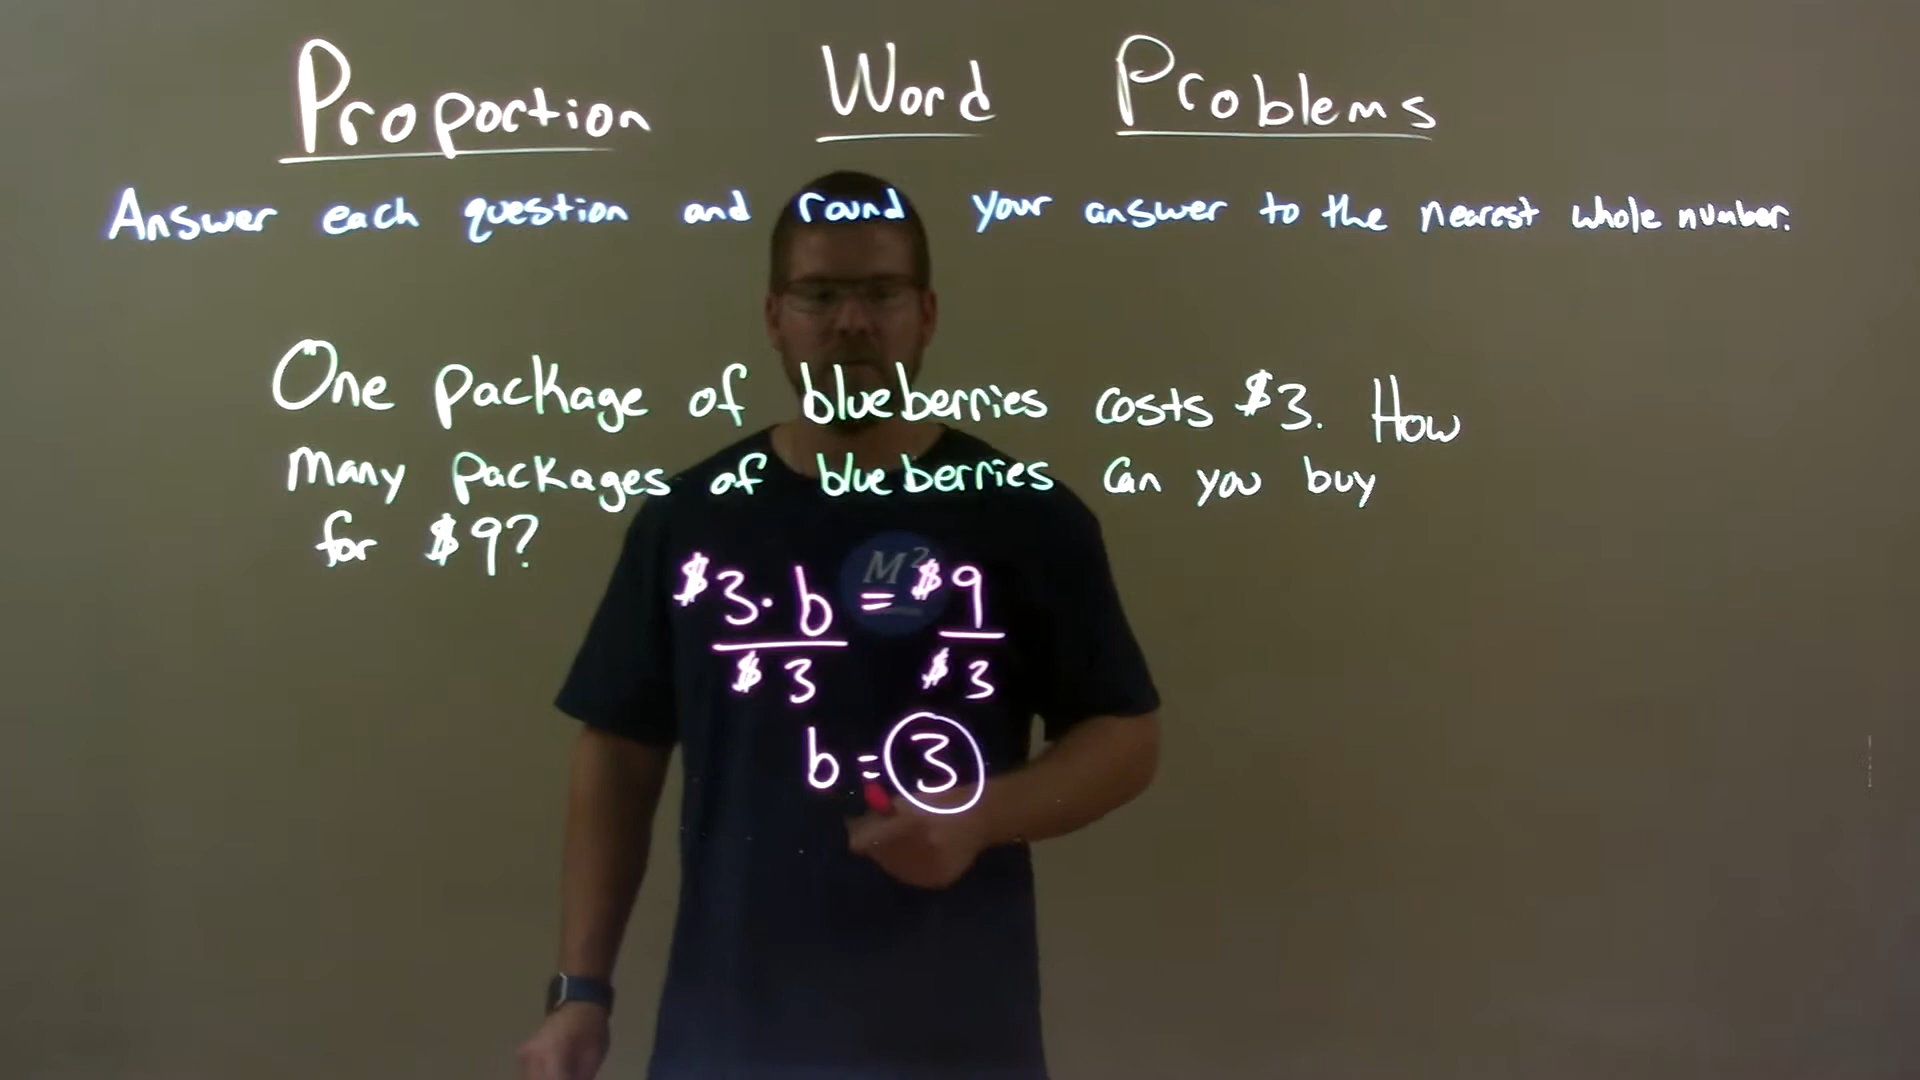 Proportion Word Problems
Answer each question and round your answer to the nearest whole number.
One package of blueberries costs $3. How
many packages of blueberries can you buy
for $9?
M²
$3·b = $9
$3 $3
b = 3